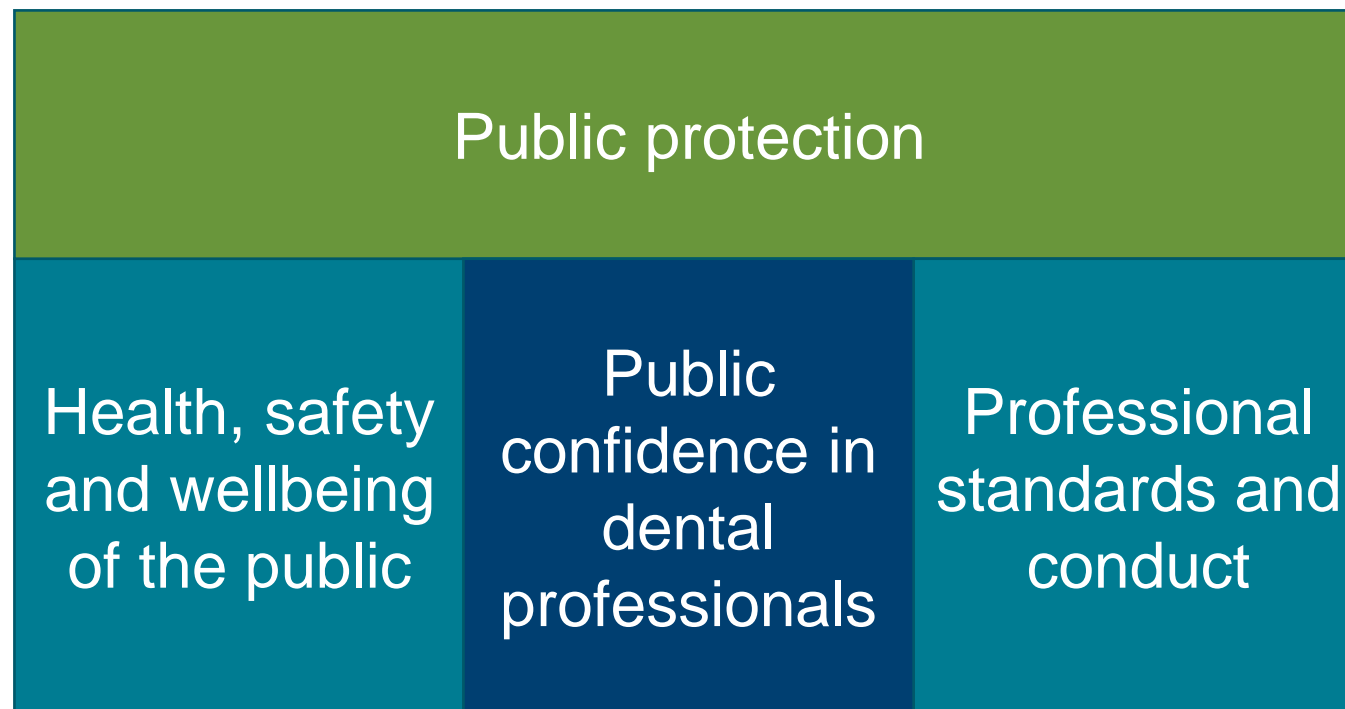 Public protection
Health, safety
and wellbeing
of the public
Public
confidence in
dental
professionals
Professional
standards and
conduct